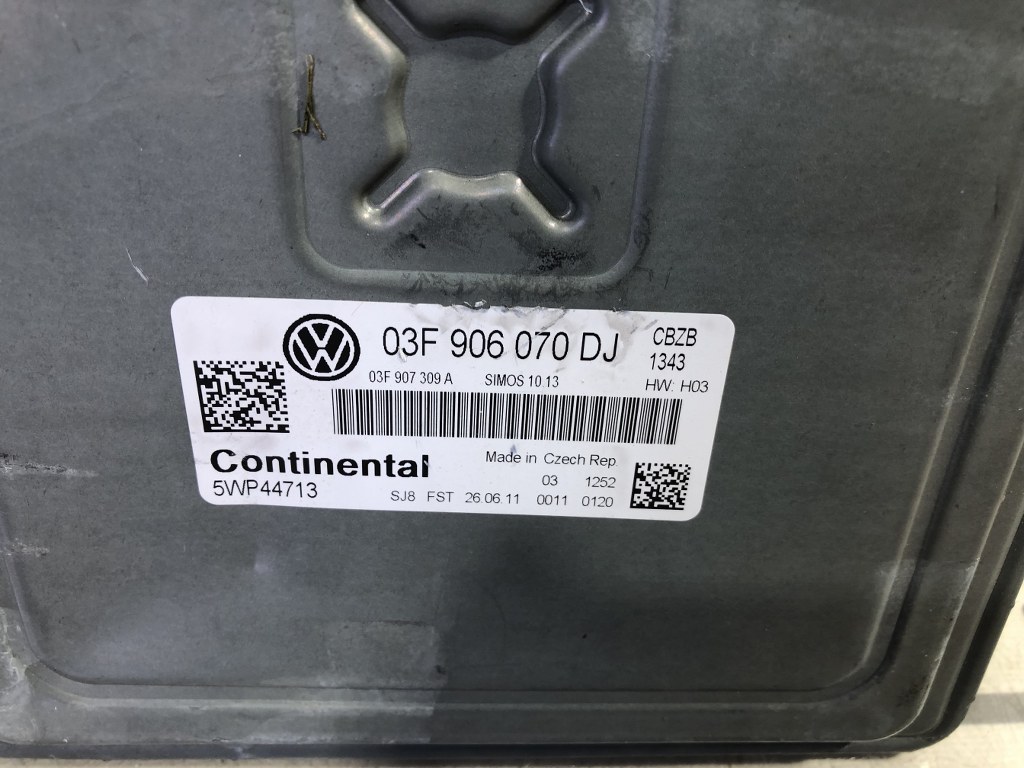 03F 906 070 DJ
CBZB
1343
03F 907 309 A SIMOS 10.13 HW: H03
Continental
5WP44713
Made in Czech Rep.
03 1252
SJ8 FST 26.06.11 0011 0120